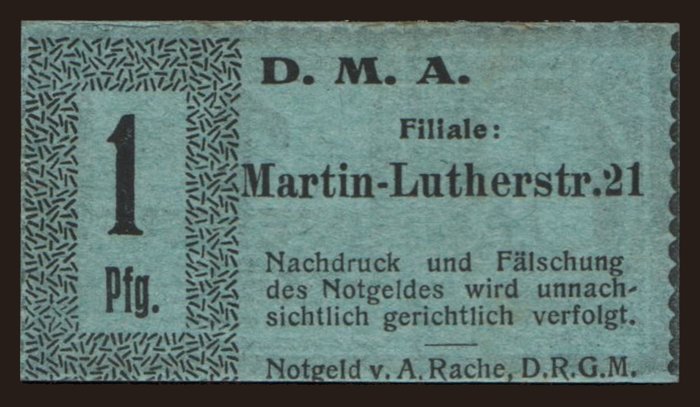 1
Pfg.
D. M. A.
Filiale:
Martin-Lutherstr.21
Nachdruck und Fälschung
des Notgeldes wird unnach-
sichtlich gerichtlich verfolgt.
Notgeld v. A. Rache, D.R.G.M.